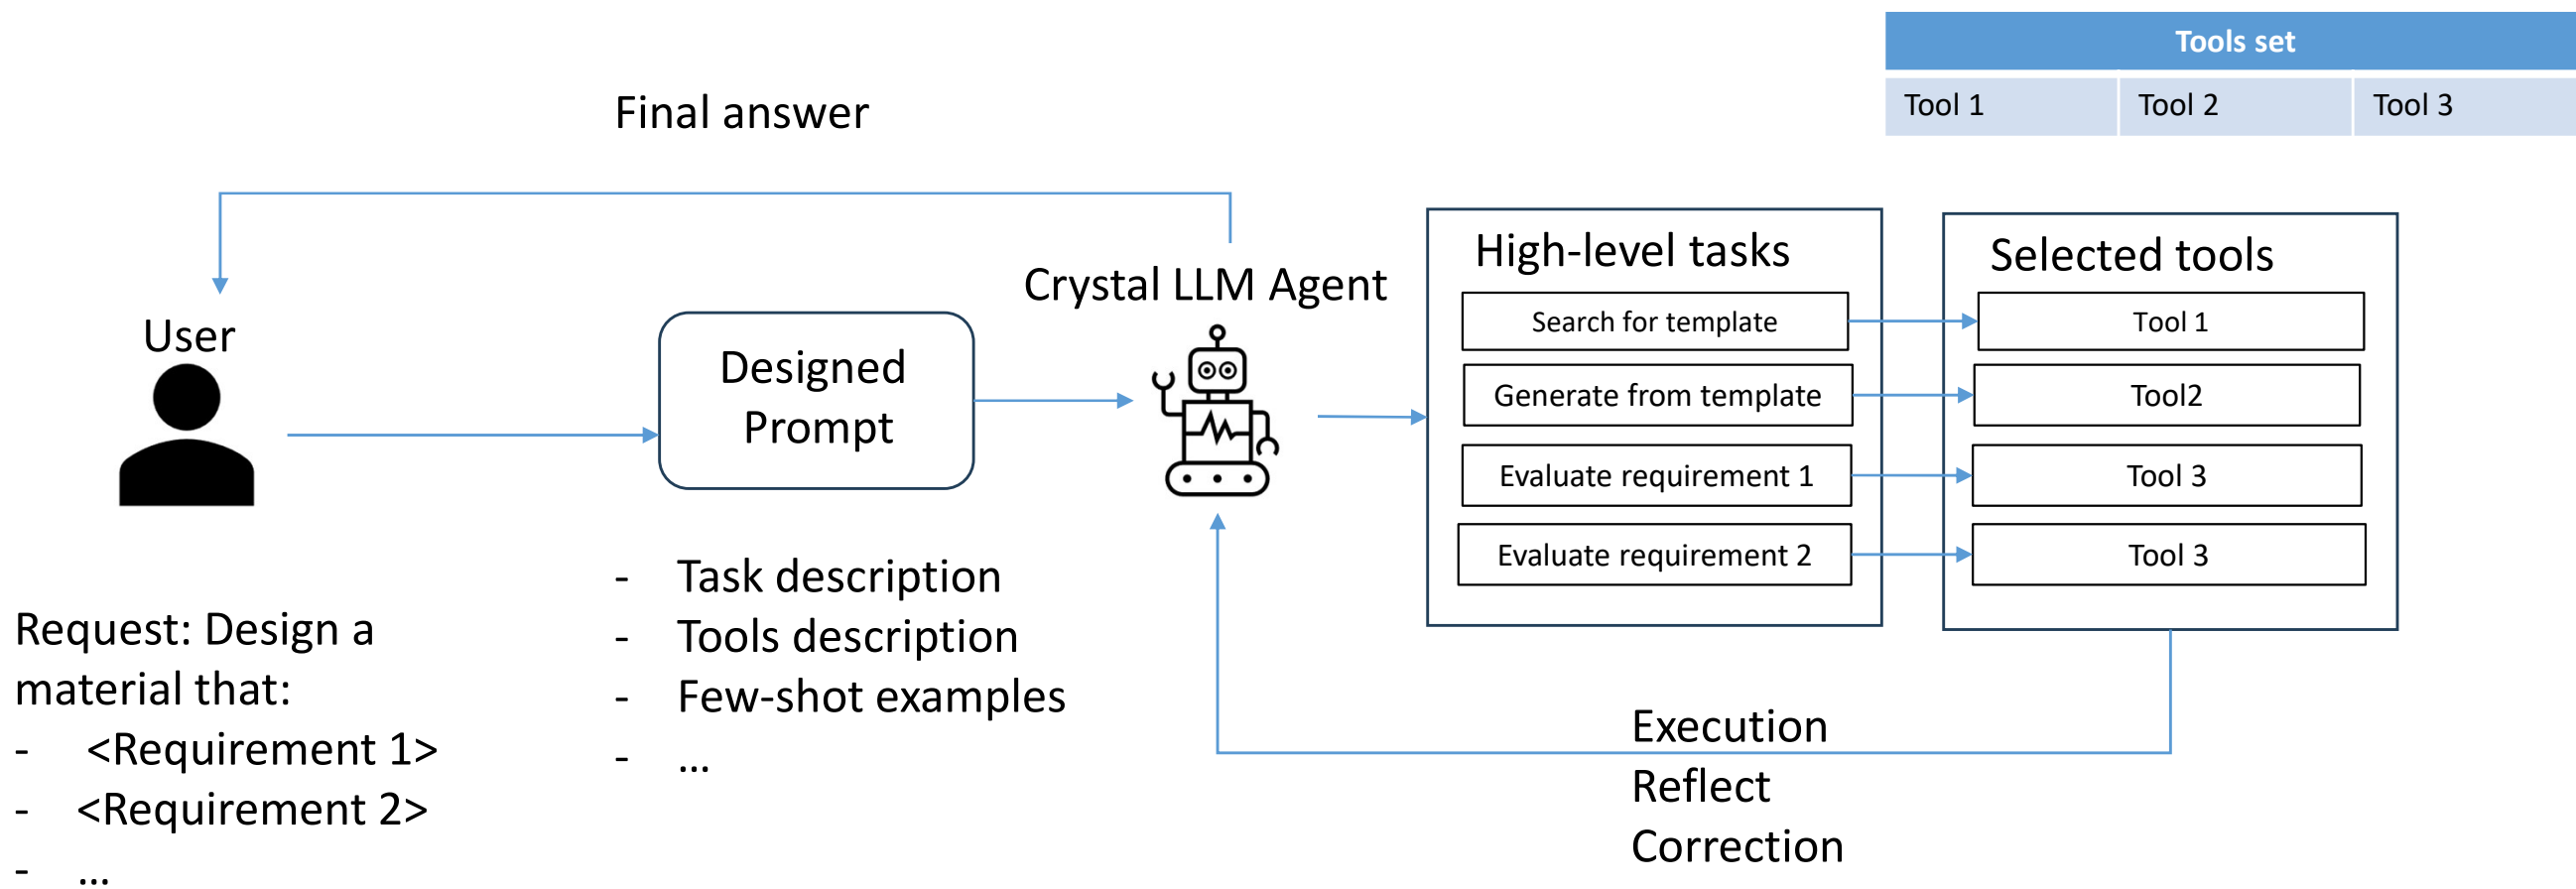 Tools set
Tool 1
Tool 2
Tool 3
Final answer
User
Request: Design a
material that:
- <Requirement 1>
- <Requirement 2>
- ...
Designed
Prompt
- Task description
- Tools description
- Few-shot examples
- ...
Crystal LLM Agent
High-level tasks
Search for template
Generate from template
Evaluate requirement 1
Evaluate requirement 2
Selected tools
Tool 1
Tool2
Tool 3
Tool 3
Execution
Reflect
Correction